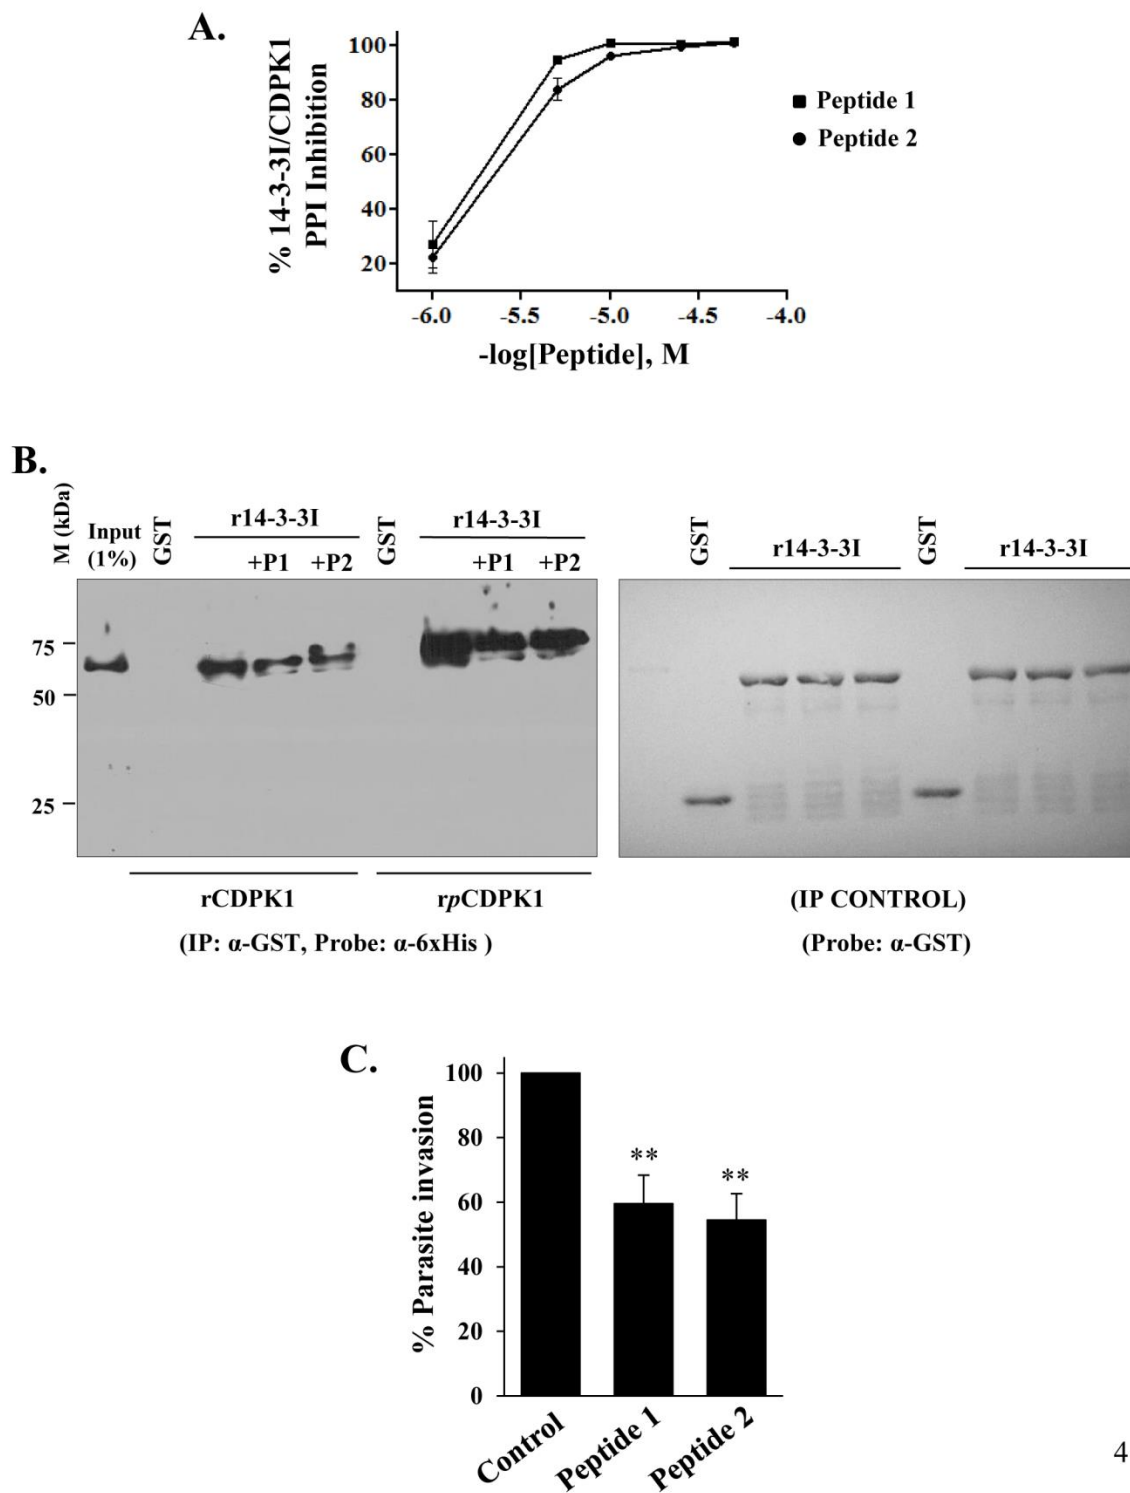 A.
% 14-3-3I/CDPK1
PPI Inhibition
100
80
60
40
20
-6.0 -5.5 -5.0 -4.5 -4.0
-log[Peptide], M
Peptide 1
Peptide 2
B.
M (kDa)
Input
(1%)
GST
r14-3-3I
+P1 +P2
GST
r14-3-3I
+P1 +P2
75
50
25
rCDPK1
rpCDPK1
(IP: α-GST, Probe: α-6xHis )
GST
r14-3-3I
GST
r14-3-3I
(IP CONTROL)
(Probe: α-GST)
C.
% Parasite invasion
100
80
60
40
20
0
**
**
Control
Peptide 1
Peptide 2
4